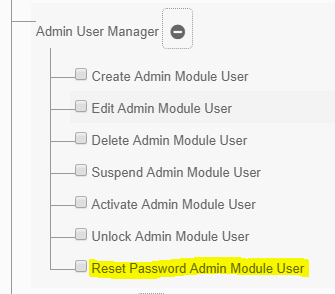 Admin User Manager
Create Admin Module User
Edit Admin Module User
Delete Admin Module User
Suspend Admin Module User
Activate Admin Module User
Unlock Admin Module User
Reset Password Admin Module User